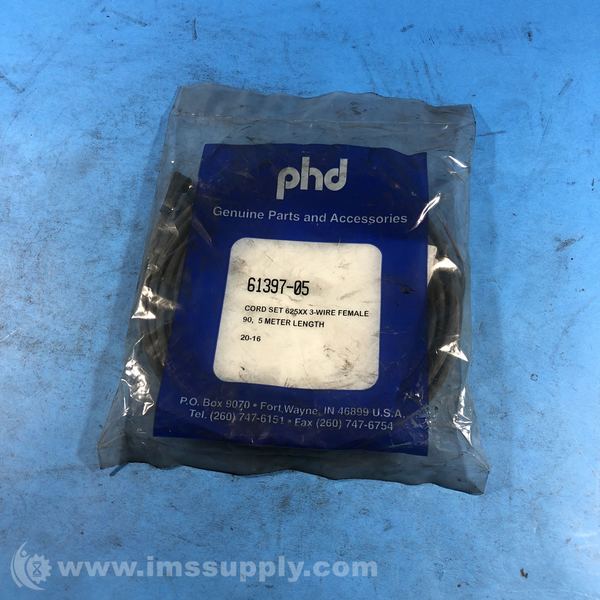 phd
Genuine Parts and Accessories
61397-05
CORD SET 625XX 3-WIRE FEMALE
90, 5 METER LENGTH
20-16
P.O. Box 9070 • Fort Wayne, IN 46899 U.S.A.
Tel. (260) 747-6151 • Fax (260) 747-6754
www.imssupply.com